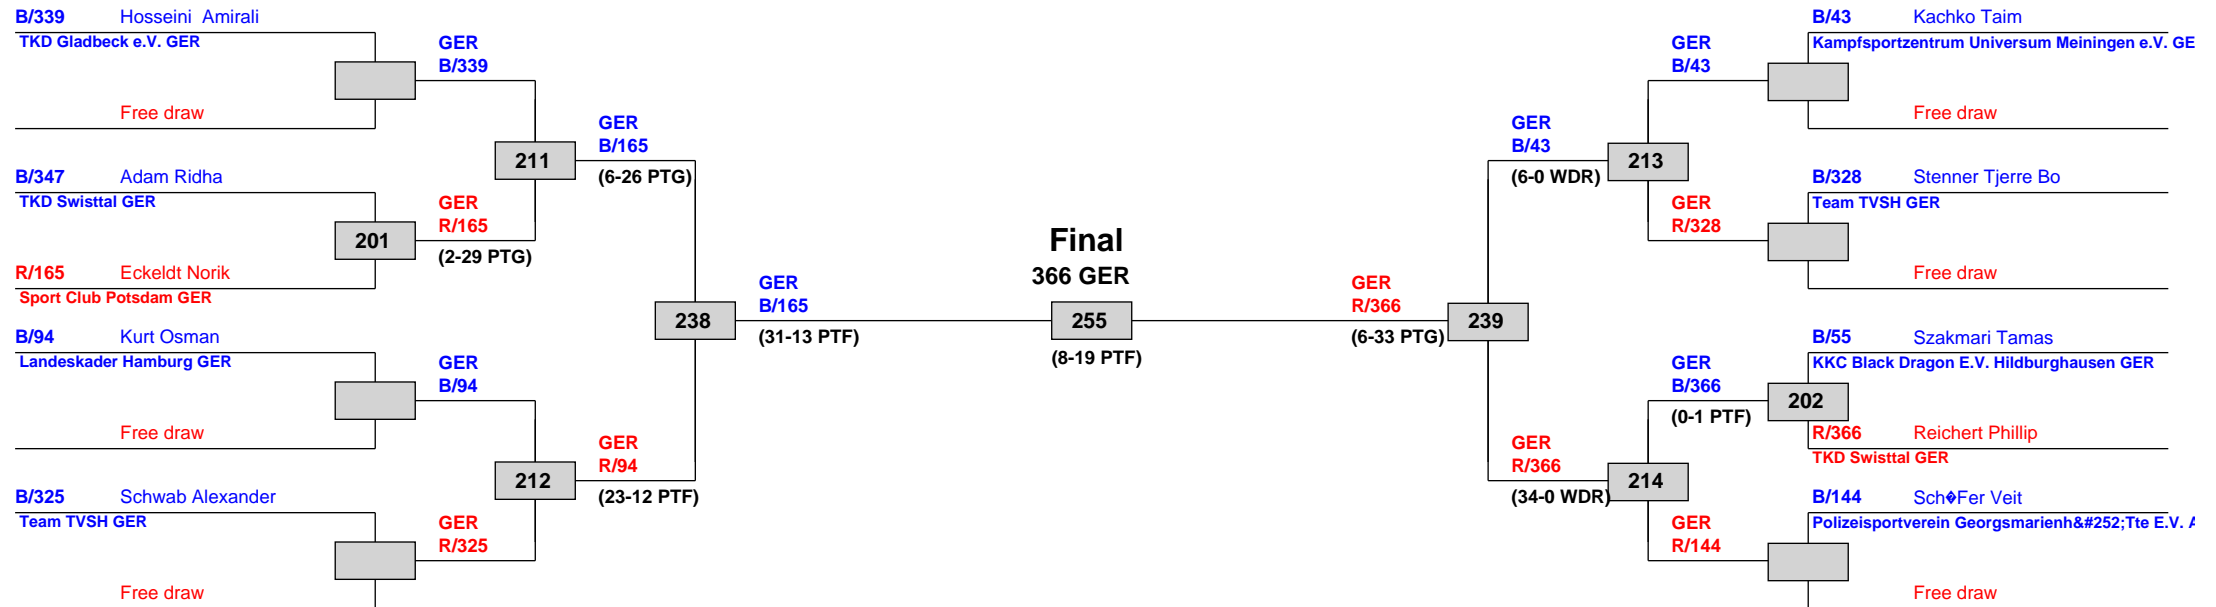 B/339 Hosseini Amirali
TKD Gladbeck e.V. GER
Free draw
B/347 Adam Ridha
TKD Swisttal GER
R/165 Eckeldt Norik
Sport Club Potsdam GER
B/94 Kurt Osman
Landeskader Hamburg GER
Free draw
B/325 Schwab Alexander
Team TVSH GER
Free draw
201
GER
B/339
GER
R/165
(2-29 PTG)
GER
B/94
GER
R/325
211
212
GER
B/165
(6-26 PTG)
GER
R/94
(23-12 PTF)
238
GER
B/165
(31-13 PTF)
Final
366 GER
255
(8-19 PTF)
GER
R/366
(6-33 PTG)
239
GER
B/43
(6-0 WDR)
GER
R/366
(34-0 WDR)
213
214
GER
B/43
GER
R/328
GER
B/366
(0-1 PTF)
GER
R/144
202
B/43 Kachko Taim
Kampfsportzentrum Universum Meiningen e.V. GE
Free draw
B/328 Stenner Tjerre Bo
Team TVSH GER
Free draw
B/55 Szakmari Tamas
KKC Black Dragon E.V. Hildburghausen GER
R/366 Reichert Phillip
TKD Swisttal GER
B/144 Sch�Fer Veit
Polizeisportverein Georgsmarienh&#252;Tte E.V. A
Free draw